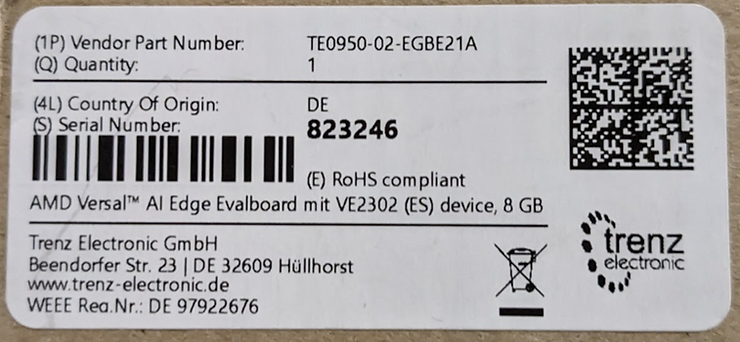 (1P) Vendor Part Number: TE0950-02-EGBE21A
(Q) Quantity: 1
(4L) Country Of Origin: DE
(S) Serial Number: 823246
(E) RoHS compliant
AMD Versal™ AI Edge Evalboard mit VE2302 (ES) device, 8 GB
Trenz Electronic GmbH
Beendorfer Str. 23 | DE 32609 Hüllhorst
www.trenz-electronic.de
WEEE Reg.Nr.: DE 97922676
trenz
electronic